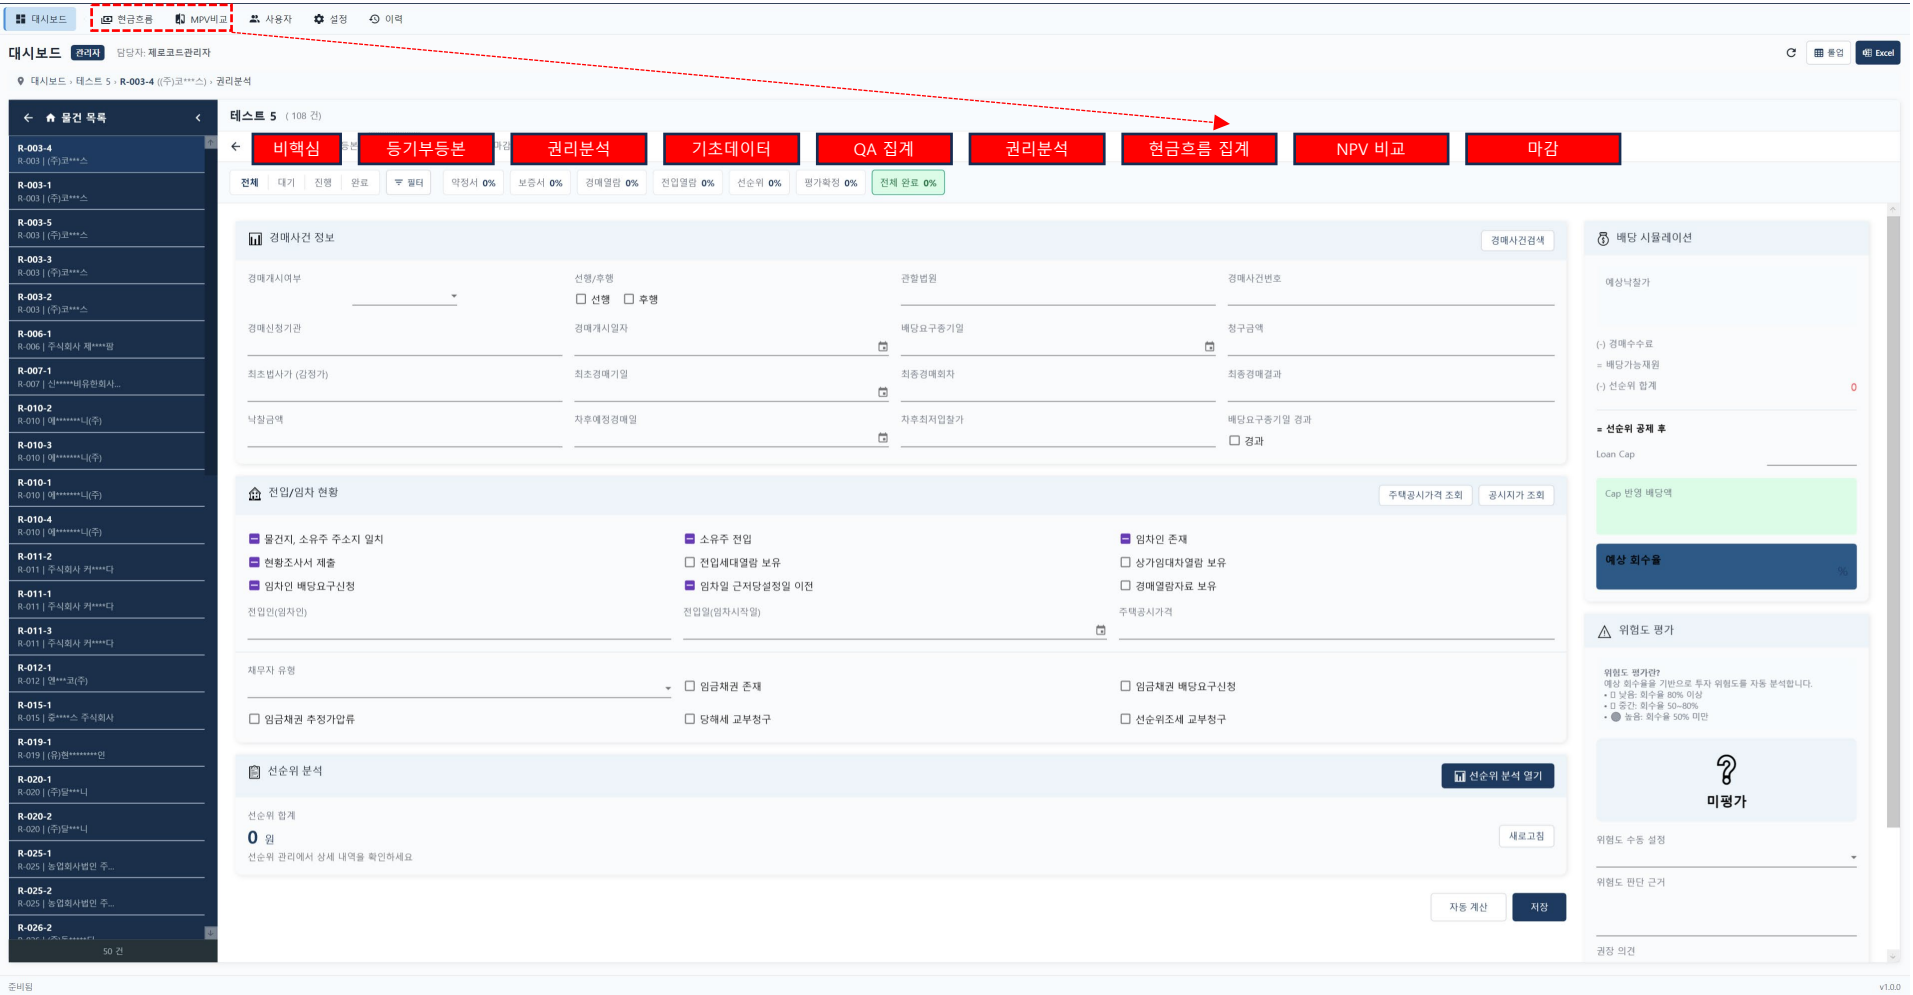 대시보드 현금흐름 MPV비교 사용자 설정 이력
대시보드 관리자 담당자: 제로코드관리자
롤업 Excel
대시보드 › 테스트 5 › R-003-4 ((주)코***스) › 권리분석
물건 목록
R-003-4
R-003 | (주)코***스
R-003-1
R-003 | (주)코***스
R-003-5
R-003 | (주)코***스
R-003-3
R-003 | (주)코***스
R-003-2
R-003 | (주)코***스
R-006-1
R-006 | 주식회사 제****팜
R-007-1
R-007 | 신*****비유한회사...
R-010-2
R-010 | 에*******니(주)
R-010-3
R-010 | 에*******니(주)
R-010-1
R-010 | 에*******니(주)
R-010-4
R-010 | 에*******니(주)
R-011-2
R-011 | 주식회사 커****다
R-011-1
R-011 | 주식회사 커****다
R-011-3
R-011 | 주식회사 커****다
R-012-1
R-012 | 엔***코(주)
R-015-1
R-015 | 중****스 주식회사
R-019-1
R-019 | (유)현********인
R-020-1
R-020 | (주)달***니
R-020-2
R-020 | (주)달***니
R-025-1
R-025 | 농업회사법인 주...
R-025-2
R-025 | 농업회사법인 주...
R-026-2
50 건
테스트 5 ( 108 건)
비핵심 등기부등본 권리분석 기초데이터 QA 집계 권리분석 현금흐름 집계 NPV 비교 마감
전체 대기 진행 완료 필터 약정서 0% 보증서 0% 경매열람 0% 전입열람 0% 선순위 0% 평가확정 0% 전체 완료 0%
경매사건 정보
경매사건검색
경매개시여부 선행/후행 관할법원 경매사건번호
선행 후행
경매신청기관 경매개시일자 배당요구종기일 청구금액
최초법사가 (감정가) 최초경매기일 최종경매회차 최종경매결과
낙찰금액 차후예정경매일 차후최저입찰가 배당요구종기일 경과
경과
전입/임차 현황
주택공시가격 조회 공시지가 조회
물건지, 소유주 주소지 일치 소유주 전입 임차인 존재
현황조사서 제출 전입세대열람 보유 상가임대차열람 보유
임차인 배당요구신청 임차일 근저당설정일 이전 경매열람자료 보유
전입인(임차인) 전입일(임차시작일) 주택공시가격
채무자 유형
임금채권 존재 임금채권 배당요구신청
임금채권 추정가압류 당해세 교부청구 선순위조세 교부청구
선순위 분석
선순위 분석 열기
선순위 합계
0 원
선순위 관리에서 상세 내역을 확인하세요
새로고침
자동 계산 저장
배당 시뮬레이션
예상낙찰가
(-) 경매수수료
= 배당가능재원
(-) 선순위 합계 0
= 선순위 공제 후
Loan Cap
Cap 반영 배당액
예상 회수율
%
위험도 평가
위험도 평가란?
예상 회수율을 기반으로 투자 위험도를 자동 분석합니다.
• 낮음: 회수율 80% 이상
• 중간: 회수율 50~80%
• 높음: 회수율 50% 미만
?
미평가
위험도 수동 설정
위험도 판단 근거
권장 의견
준비됨
v1.0.0